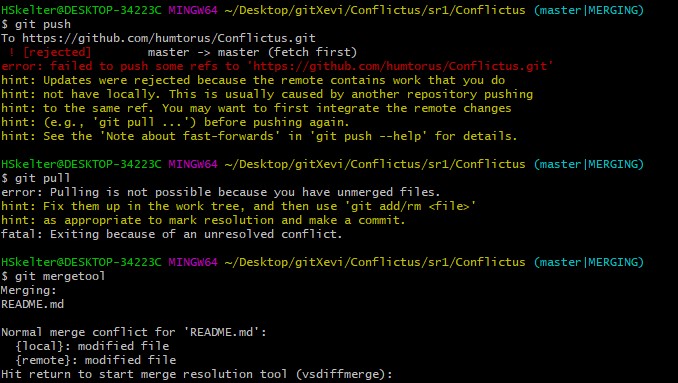 HSkelter@DESKTOP-34223C MINGW64 ~/Desktop/gitXevi/Conflictus/sr1/Conflictus (master|MERGING)
$ git push
To https://github.com/humtorus/Conflictus.git
 ! [rejected]        master -> master (fetch first)
error: failed to push some refs to 'https://github.com/humtorus/Conflictus.git'
hint: Updates were rejected because the remote contains work that you do
hint: not have locally. This is usually caused by another repository pushing
hint: to the same ref. You may want to first integrate the remote changes
hint: (e.g., 'git pull ...') before pushing again.
hint: See the 'Note about fast-forwards' in 'git push --help' for details.

HSkelter@DESKTOP-34223C MINGW64 ~/Desktop/gitXevi/Conflictus/sr1/Conflictus (master|MERGING)
$ git pull
error: Pulling is not possible because you have unmerged files.
hint: Fix them up in the work tree, and then use 'git add/rm <file>'
hint: as appropriate to mark resolution and make a commit.
fatal: Exiting because of an unresolved conflict.

HSkelter@DESKTOP-34223C MINGW64 ~/Desktop/gitXevi/Conflictus/sr1/Conflictus (master|MERGING)
$ git mergetool
Merging:
README.md

Normal merge conflict for 'README.md':
  {local}: modified file
  {remote}: modified file
Hit return to start merge resolution tool (vsdiffmerge):